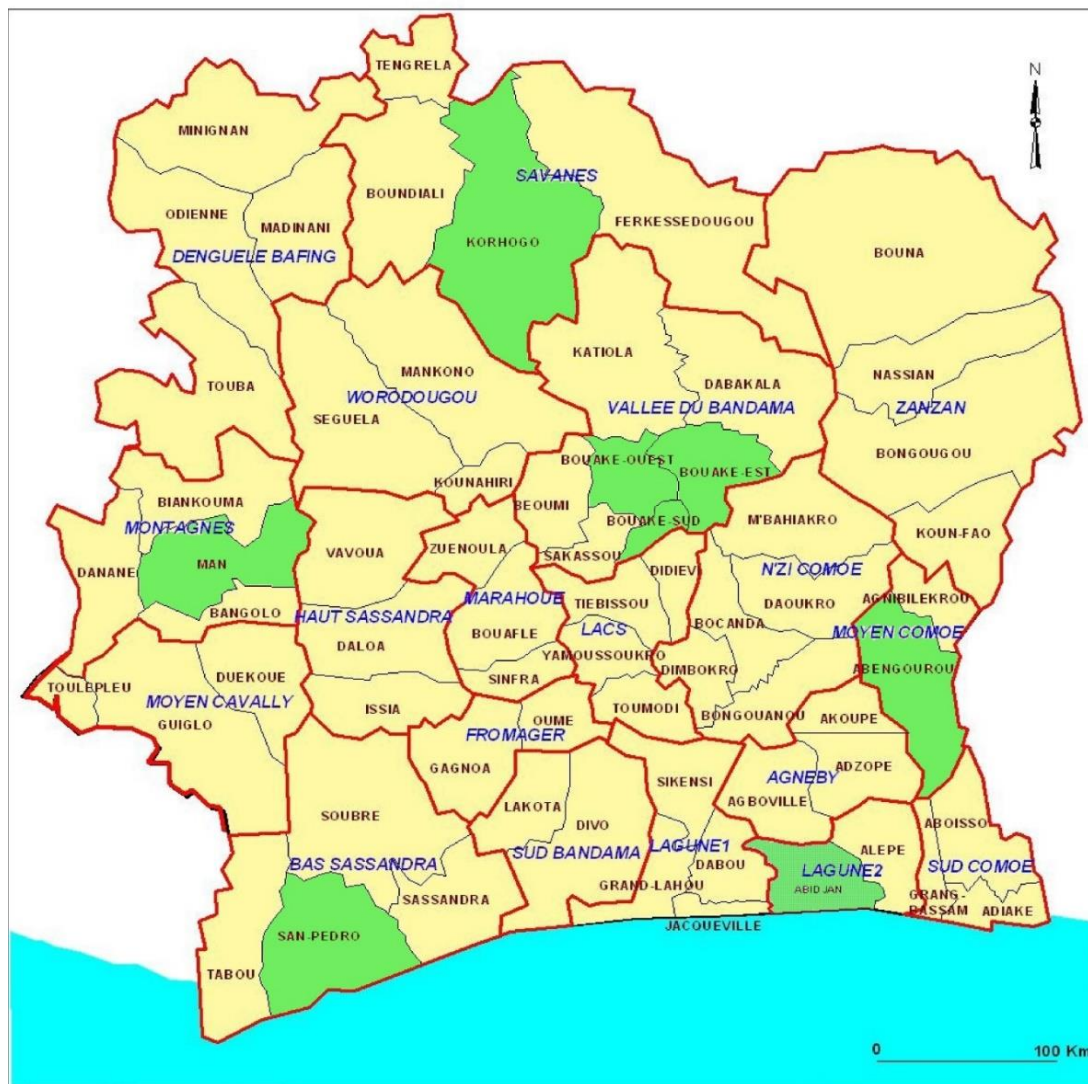 TENGRELA
N
MINIGNAN
BOUNDIALI
SAVANES
ODIENNE
MADINANI
FERKESSEDOUGOU
KORHOGO
BOUNA
DENGUELE BAFING
KATIOLA
MANKONO
TOUBA
NASSIAN
DABAKALA
WORODOUGOU
VALLEE DU BANDAMA
ZANZAN
SEGUELA
BONGOUGOU
BOUAKE-OUEST
BOUAKE-EST
KOUNAHIRI
BIANKOUMA
BEOUMI
BOUAKE-SUD
M'BAHIAKRO
MONTAGNES
KOUN-FAO
VAVOUA
ZUENOULA
SAKASSOU
MAN
DANANE
DIDIEV
N'ZI COMOE
MARAHOUE
AGNIBILEKROU
TIEBISSOU
DAOUKRO
BANGOLO
HAUT SASSANDRA
BOCANDA
LACS
MOYEN COMOE
BOUAFLE
DALOA
YAMOUSSOUKRO
ABENGOUROU
DIMBOKRO
DUEKOUE
SINFRA
TOULEPLEU
MOYEN CAVALLY
ISSIA
TOUMODI
GUIGLO
BONGOUANOU
AKOUPE
OUME
FROMAGER
GAGNOA
ADZOPE
SIKENSI
AGNEBY
LAKOTA
AGBOVILLE
SOUBRE
DIVO
ABOISSO
LAGUNE1
ALEPE
SUD BANDAMA
BAS SASSANDRA
DABOU
SUD COMOE
LAGUNE2
GRAND-LAHOU
ABIDJAN
SASSANDRA
GRANG-BASSAM
ADIAKE
JACQUEVILLE
SAN-PEDRO
TABOU
0
100 Km